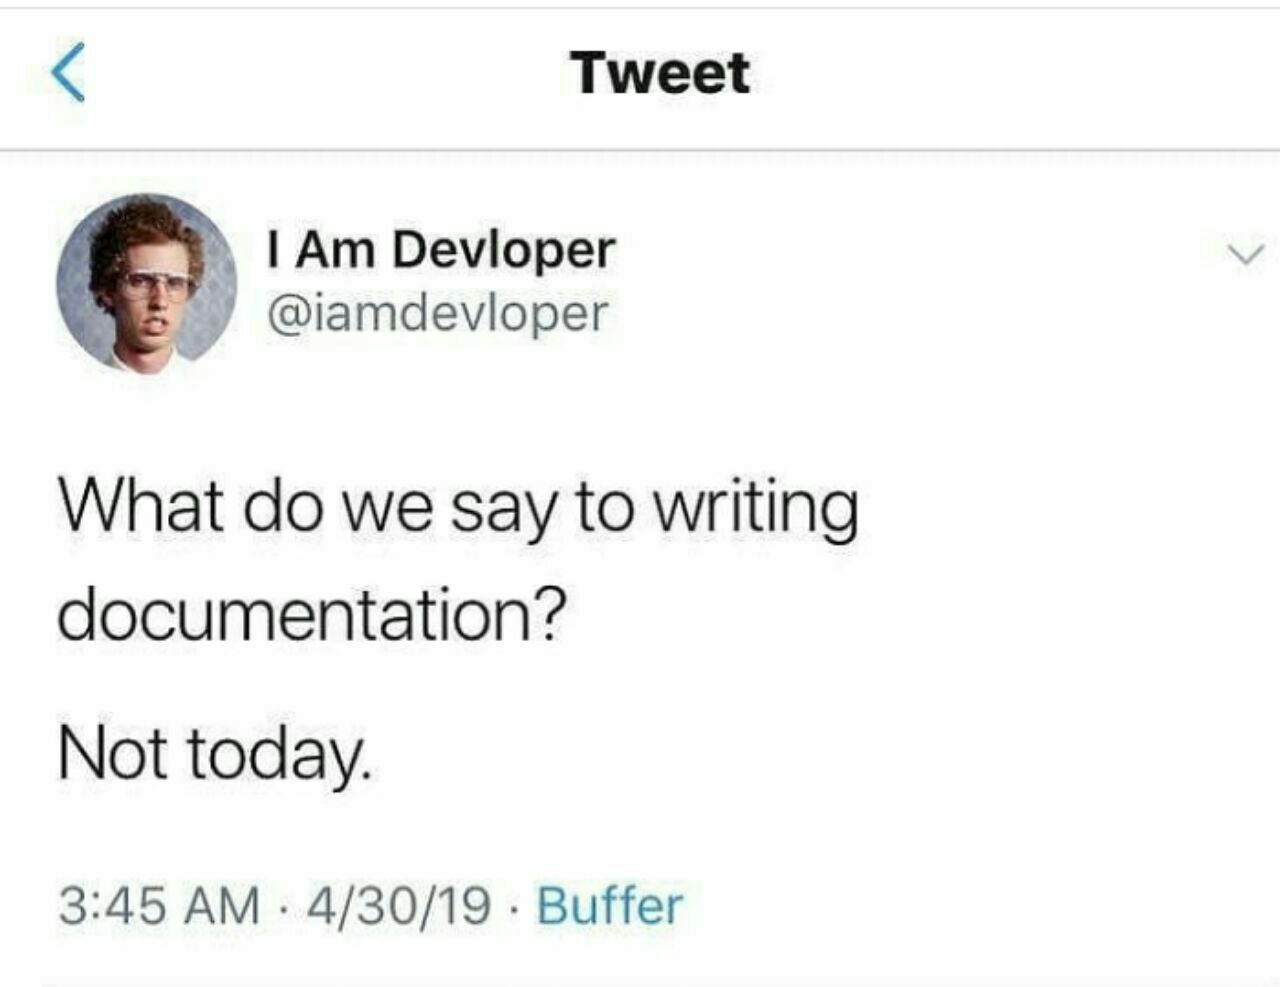 Tweet
I Am Devloper
@iamdevloper
What do we say to writing
documentation?
Not today.
3:45 AM · 4/30/19 · Buffer